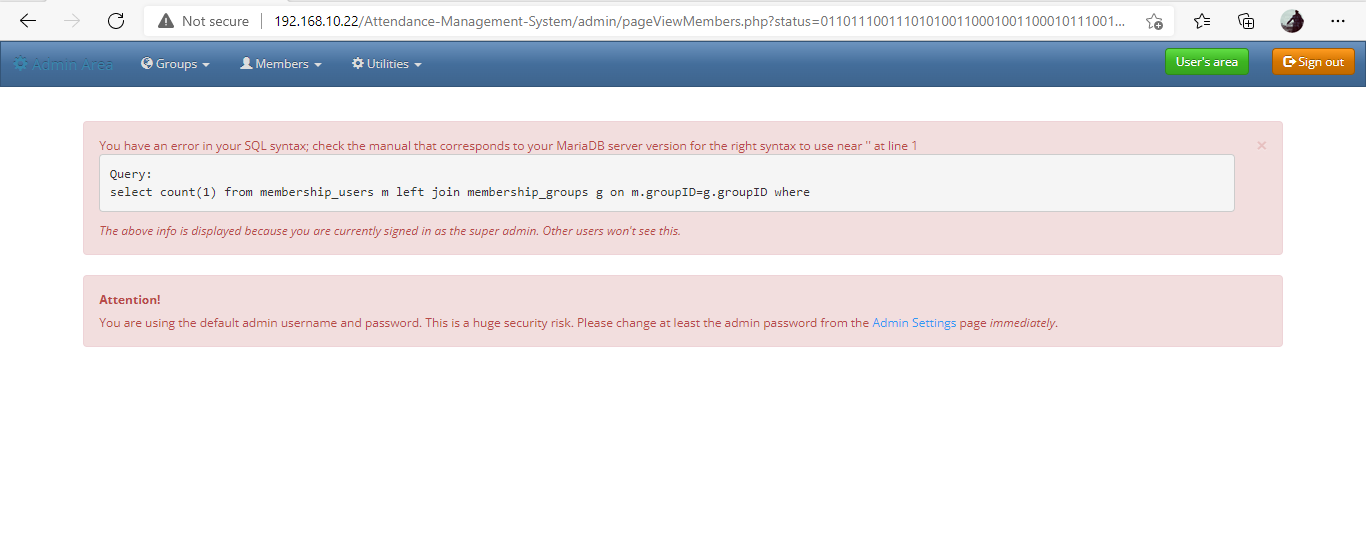 Not secure 192.168.10.22/Attendance-Management-System/admin/pageViewMembers.php?status=011011100111010100110001001100010111001...
Admin Area Groups Members Utilities User's area Sign out
You have an error in your SQL syntax; check the manual that corresponds to your MariaDB server version for the right syntax to use near '' at line 1 ×
Query:
select count(1) from membership_users m left join membership_groups g on m.groupID=g.groupID where
The above info is displayed because you are currently signed in as the super admin. Other users won't see this.
Attention!
You are using the default admin username and password. This is a huge security risk. Please change at least the admin password from the Admin Settings page immediately.